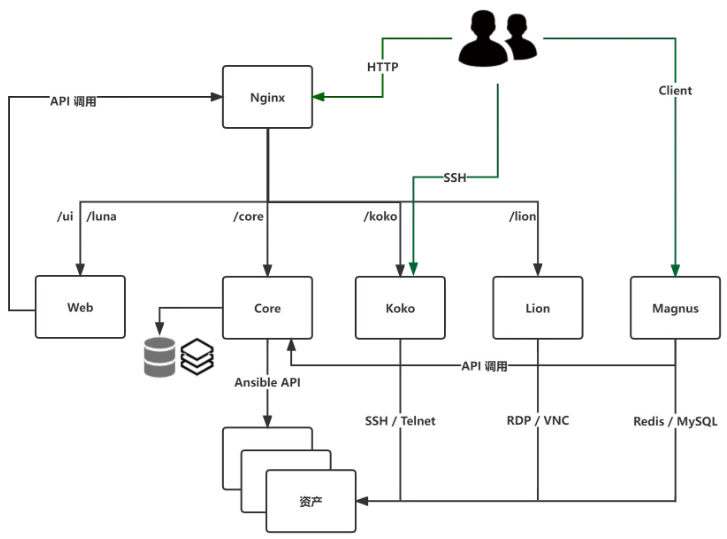 HTTP
Nginx
API 调用
Client
SSH
/ui /luna
/core
/koko
/lion
Web
Core
Koko
Lion
Magnus
API 调用
Ansible API
SSH / Telnet
RDP / VNC
Redis / MySQL
资产